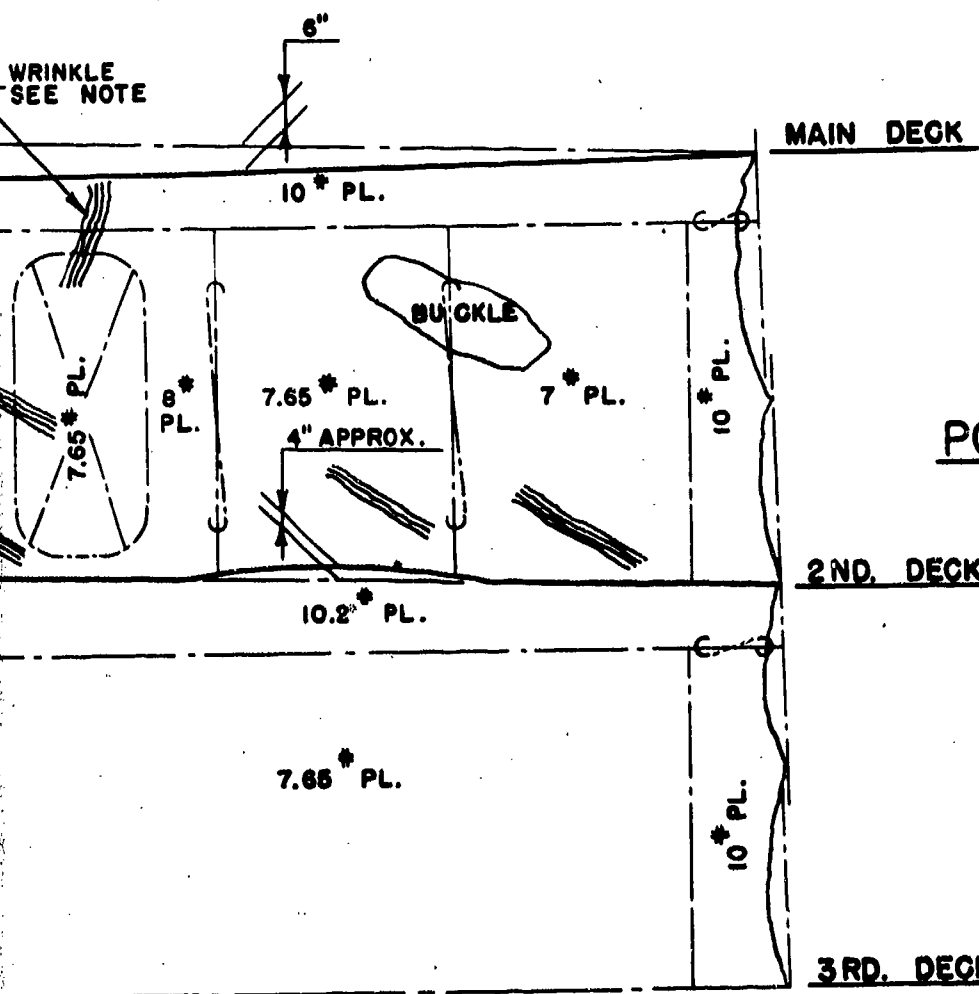 6"
WRINKLE
SEE NOTE
MAIN DECK
10# PL.
BUCKLE
7.65# PL.
8#
PL.
7.65# PL.
7# PL.
10# PL.
4" APPROX.
2ND. DECK
10.2# PL.
7.65# PL.
10# PL.
3RD. DECK